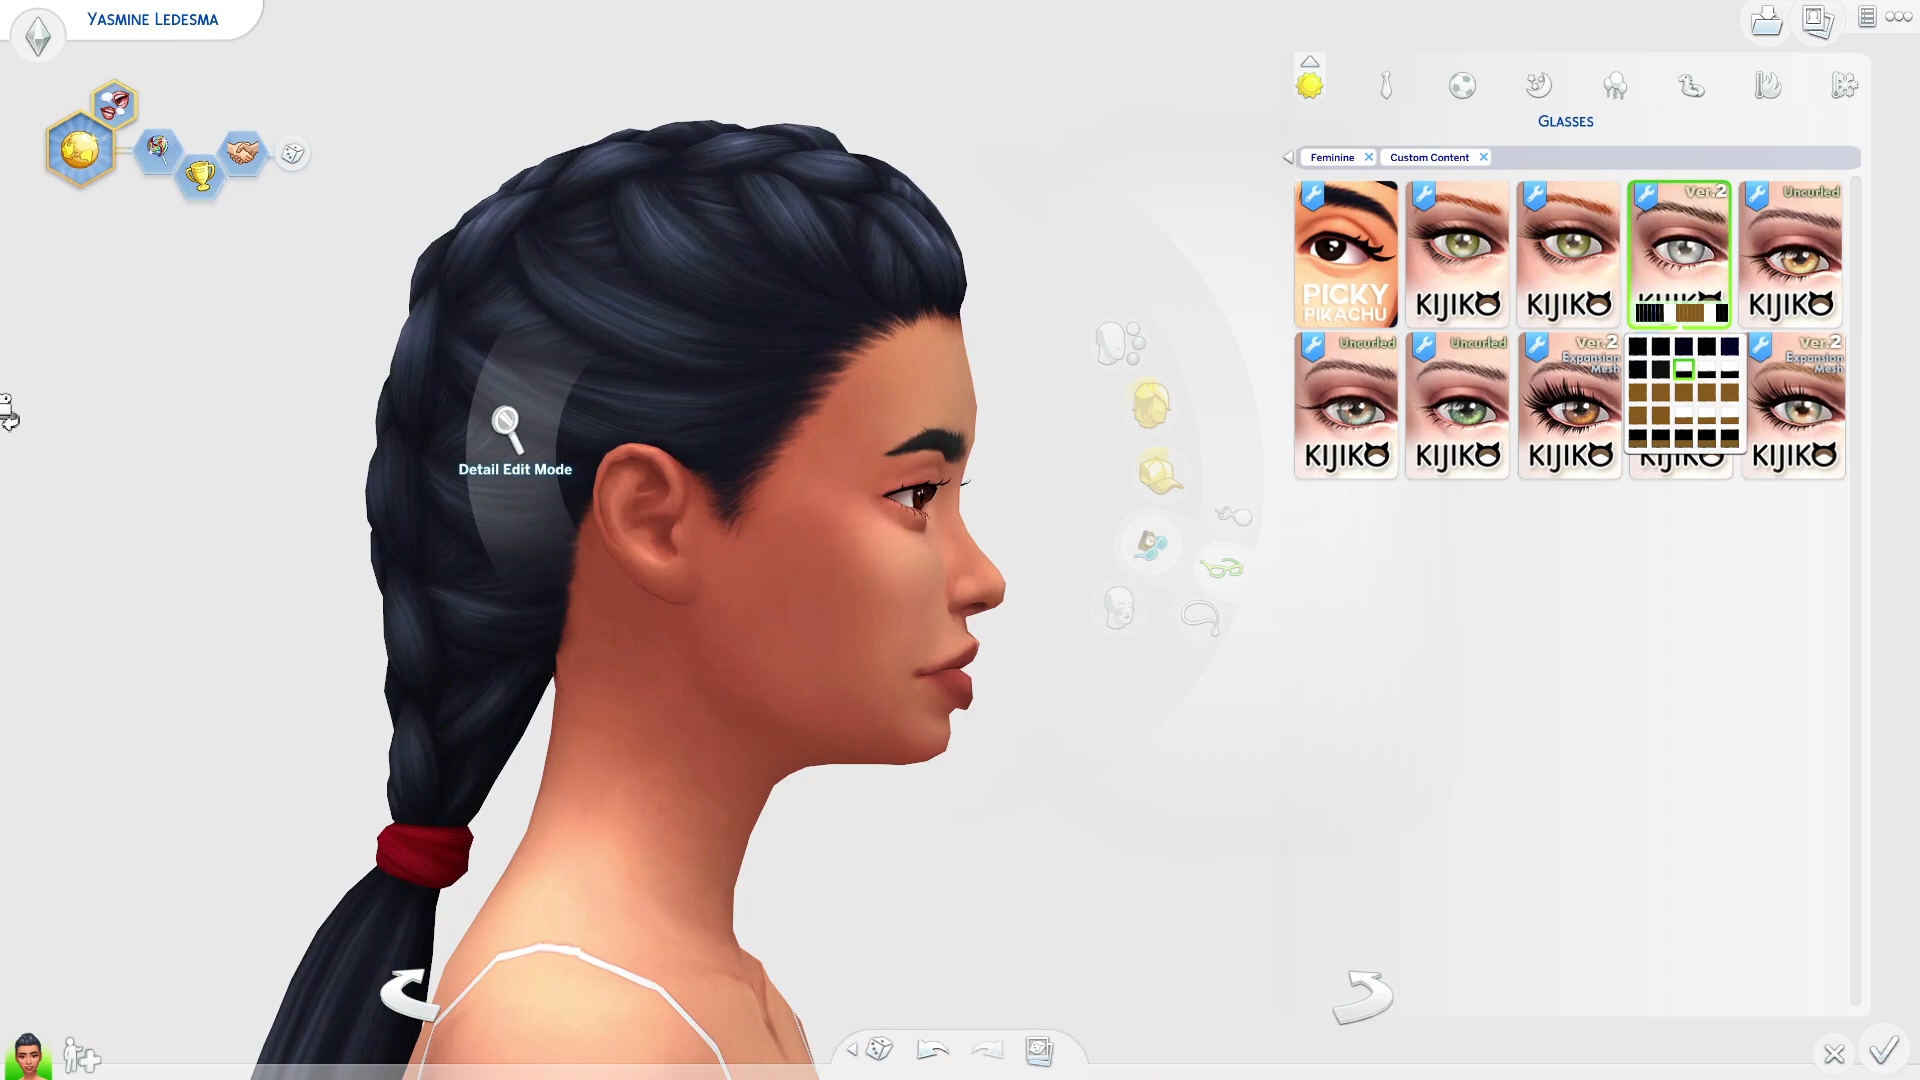 Yasmine Ledesma
Glasses
Feminine
Custom Content
PICKY
PIKACHU
KIJIKO
KIJIKO
Ver.2
KIJIKO
Uncurled
KIJIKO
Uncurled
KIJIKO
Uncurled
KIJIKO
Ver.2
Expansion
Mesh
KIJIKO
KIJIKO
Ver.2
Expansion
Mesh
KIJIKO
Detail Edit Mode